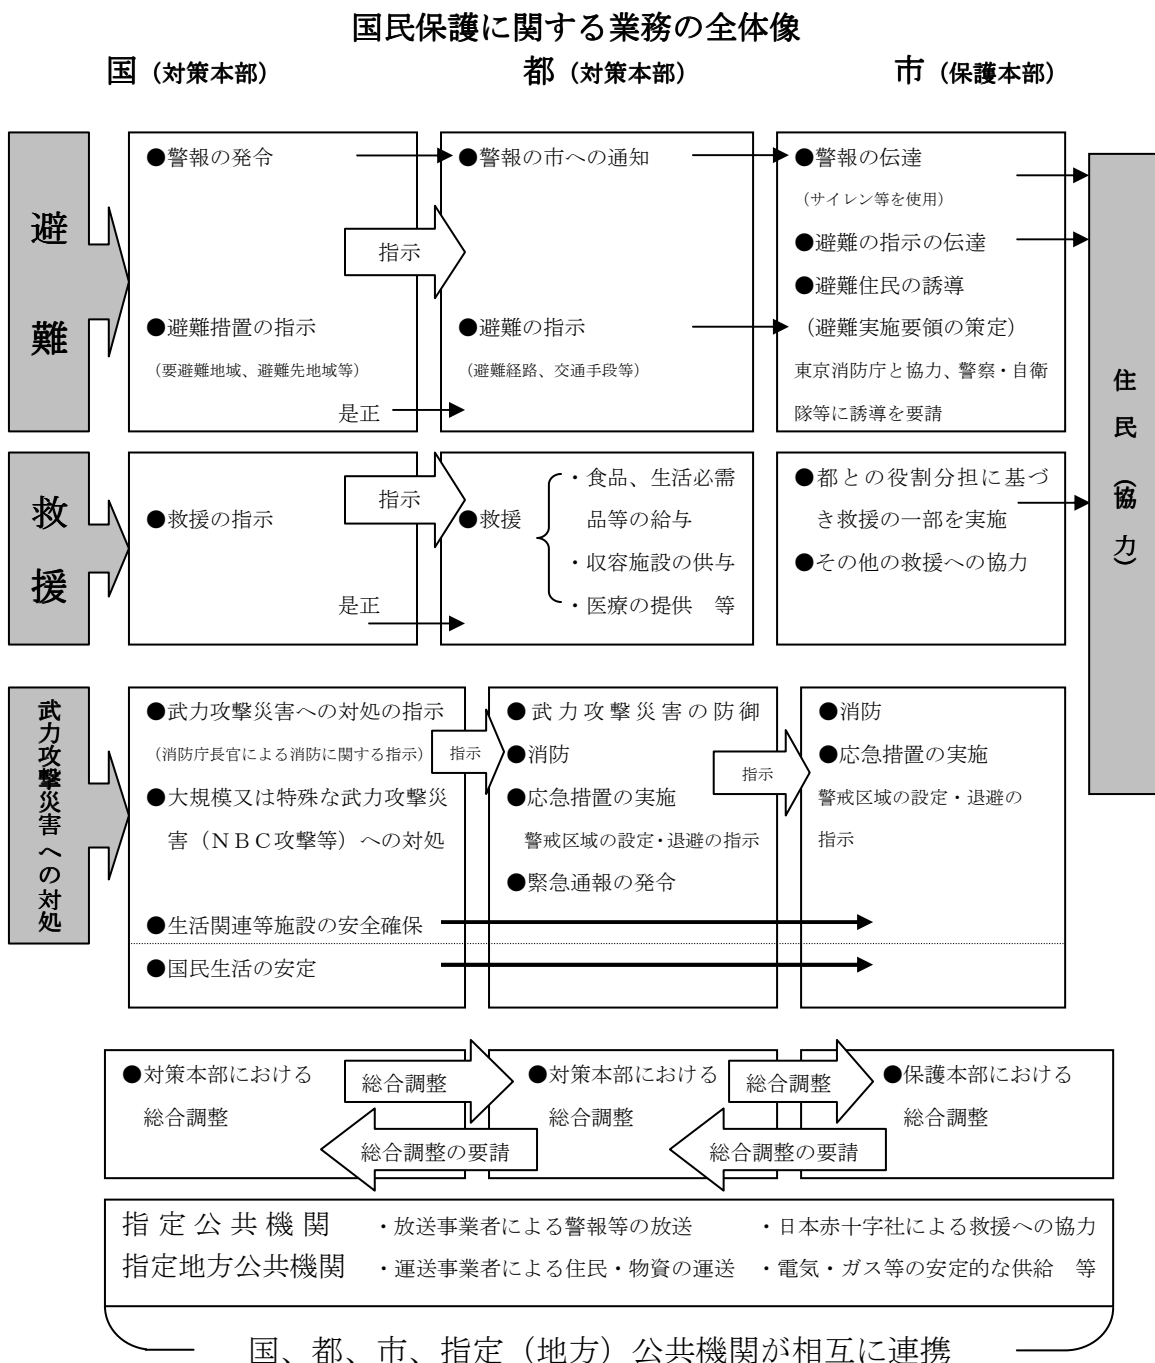 国民保護に関する業務の全体像
国（対策本部）
都（対策本部）
市（保護本部）
避難
●警報の発令
指示
●避難措置の指示
（要避難地域、避難先地域等）
是正
●警報の市への通知
●避難の指示
（避難経路、交通手段等）
●警報の伝達
（サイレン等を使用）
●避難の指示の伝達
●避難住民の誘導
（避難実施要領の策定）
東京消防庁と協力、警察・自衛
隊等に誘導を要請
住民（協力）
救援
●救援の指示
指示
是正
●救援
・食品、生活必需
品等の給与
・収容施設の供与
・医療の提供　等
●都との役割分担に基づ
き救援の一部を実施
●その他の救援への協力
武力攻撃災害への対処
●武力攻撃災害への対処の指示
（消防庁長官による消防に関する指示）
●大規模又は特殊な武力攻撃災
害（ＮＢＣ攻撃等）への対処
●生活関連等施設の安全確保
●国民生活の安定
指示
●武力攻撃災害の防御
●消防
●応急措置の実施
警戒区域の設定・退避の指示
●緊急通報の発令
指示
●消防
●応急措置の実施
警戒区域の設定・退避の
指示
●対策本部における
総合調整
総合調整
総合調整の要請
●対策本部における
総合調整
総合調整
総合調整の要請
●保護本部における
総合調整
指定公共機関　・放送事業者による警報等の放送　・日本赤十字社による救援への協力
指定地方公共機関　・運送事業者による住民・物資の運送　・電気・ガス等の安定的な供給　等
国、都、市、指定（地方）公共機関が相互に連携